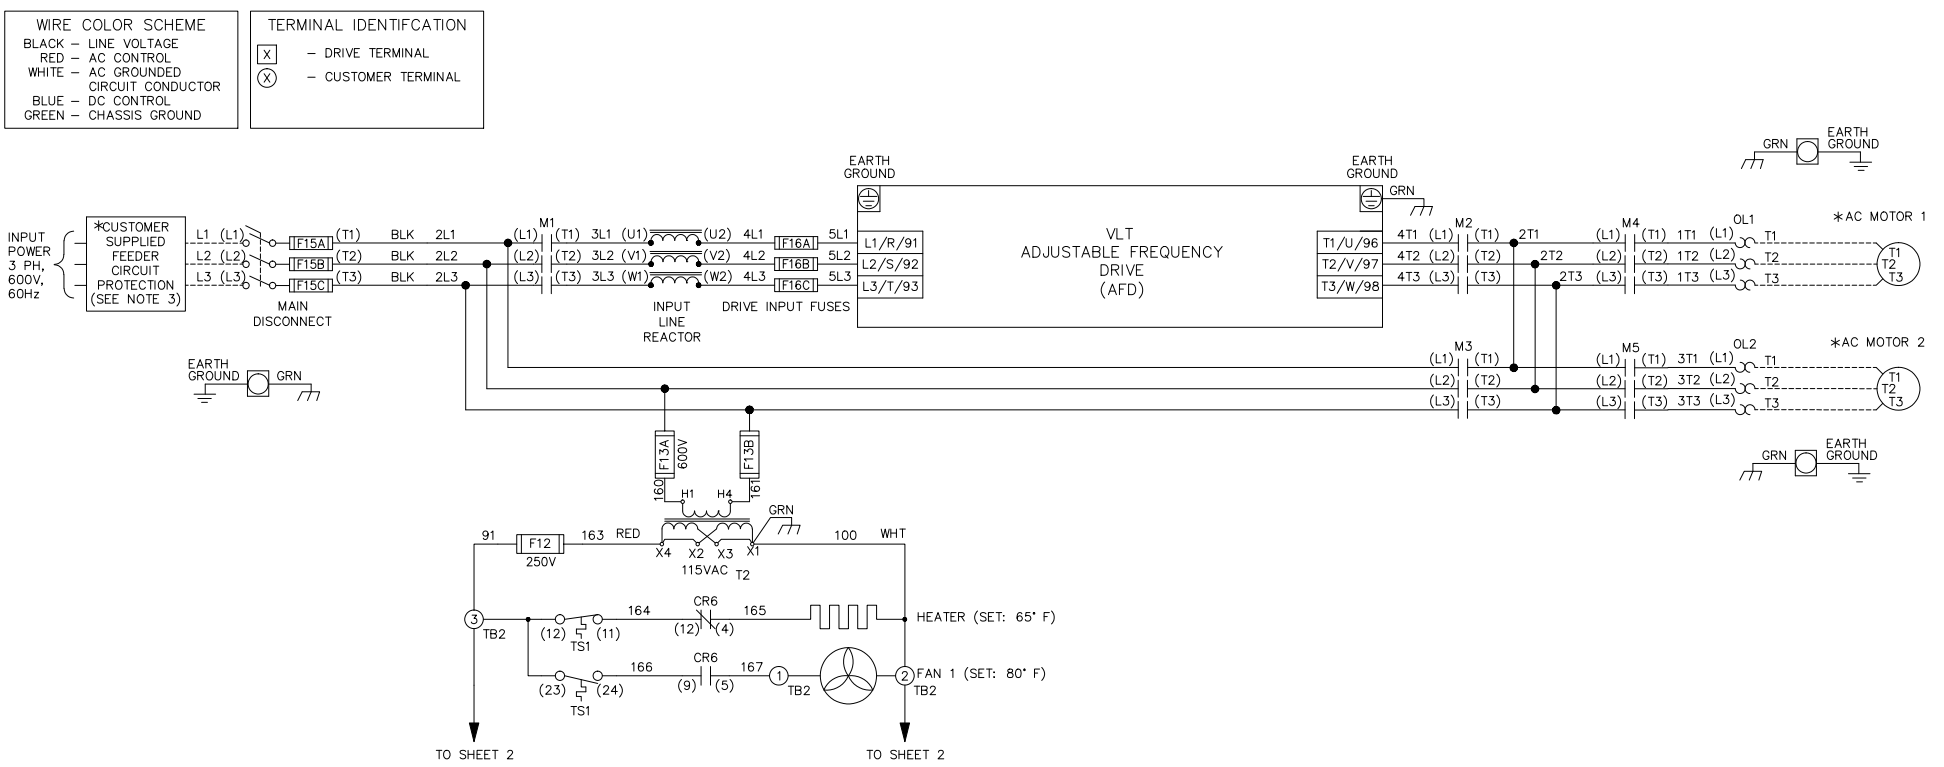 WIRE COLOR SCHEME
BLACK – LINE VOLTAGE
RED – AC CONTROL
WHITE – AC GROUNDED
CIRCUIT CONDUCTOR
BLUE – DC CONTROL
GREEN – CHASSIS GROUND
TERMINAL IDENTIFCATION
X – DRIVE TERMINAL
X – CUSTOMER TERMINAL
GRN
EARTH
GROUND
INPUT
POWER
3 PH,
600V,
60Hz
*CUSTOMER
SUPPLIED
FEEDER
CIRCUIT
PROTECTION
(SEE NOTE 3)
L1 (L1) F15A (T1) BLK 2L1
L2 (L2) F15B (T2) BLK 2L2
L3 (L3) F15C (T3) BLK 2L3
MAIN
DISCONNECT
M1
(L1) (T1) 3L1 (U1) (U2) 4L1 F16A 5L1
(L2) (T2) 3L2 (V1) (V2) 4L2 F16B 5L2
(L3) (T3) 3L3 (W1) (W2) 4L3 F16C 5L3
INPUT
LINE
REACTOR
DRIVE INPUT FUSES
EARTH
GROUND
L1/R/91
L2/S/92
L3/T/93
VLT
ADJUSTABLE FREQUENCY
DRIVE
(AFD)
EARTH
GROUND
GRN
T1/U/96
T2/V/97
T3/W/98
M2
4T1 (L1) (T1) 2T1
4T2 (L2) (T2) 2T2
4T3 (L3) (T3) 2T3
M4
OL1
(L1) (T1) 1T1 (L1) T1
(L2) (T2) 1T2 (L2) T2
(L3) (T3) 1T3 (L3) T3
*AC MOTOR 1
T1
T2
T3
M3
(L1) (T1)
(L2) (T2)
(L3) (T3)
M5
OL2
(L1) (T1) 3T1 (L1) T1
(L2) (T2) 3T2 (L2) T2
(L3) (T3) 3T3 (L3) T3
*AC MOTOR 2
T1
T2
T3
EARTH
GROUND
GRN
GRN
EARTH
GROUND
F13A
600V
F13B
160
161
H1 H4
GRN
91 F12 163 RED
250V
X4 X2 X3 X1
100 WHT
115VAC T2
3
TB2
(12) (11)
TS1
164
CR6
(12) (4)
165
HEATER (SET: 65° F)
(23) (24)
TS1
166
CR6
(9) (5)
167
1
TB2
2
TB2
FAN 1 (SET: 80° F)
TO SHEET 2
TO SHEET 2